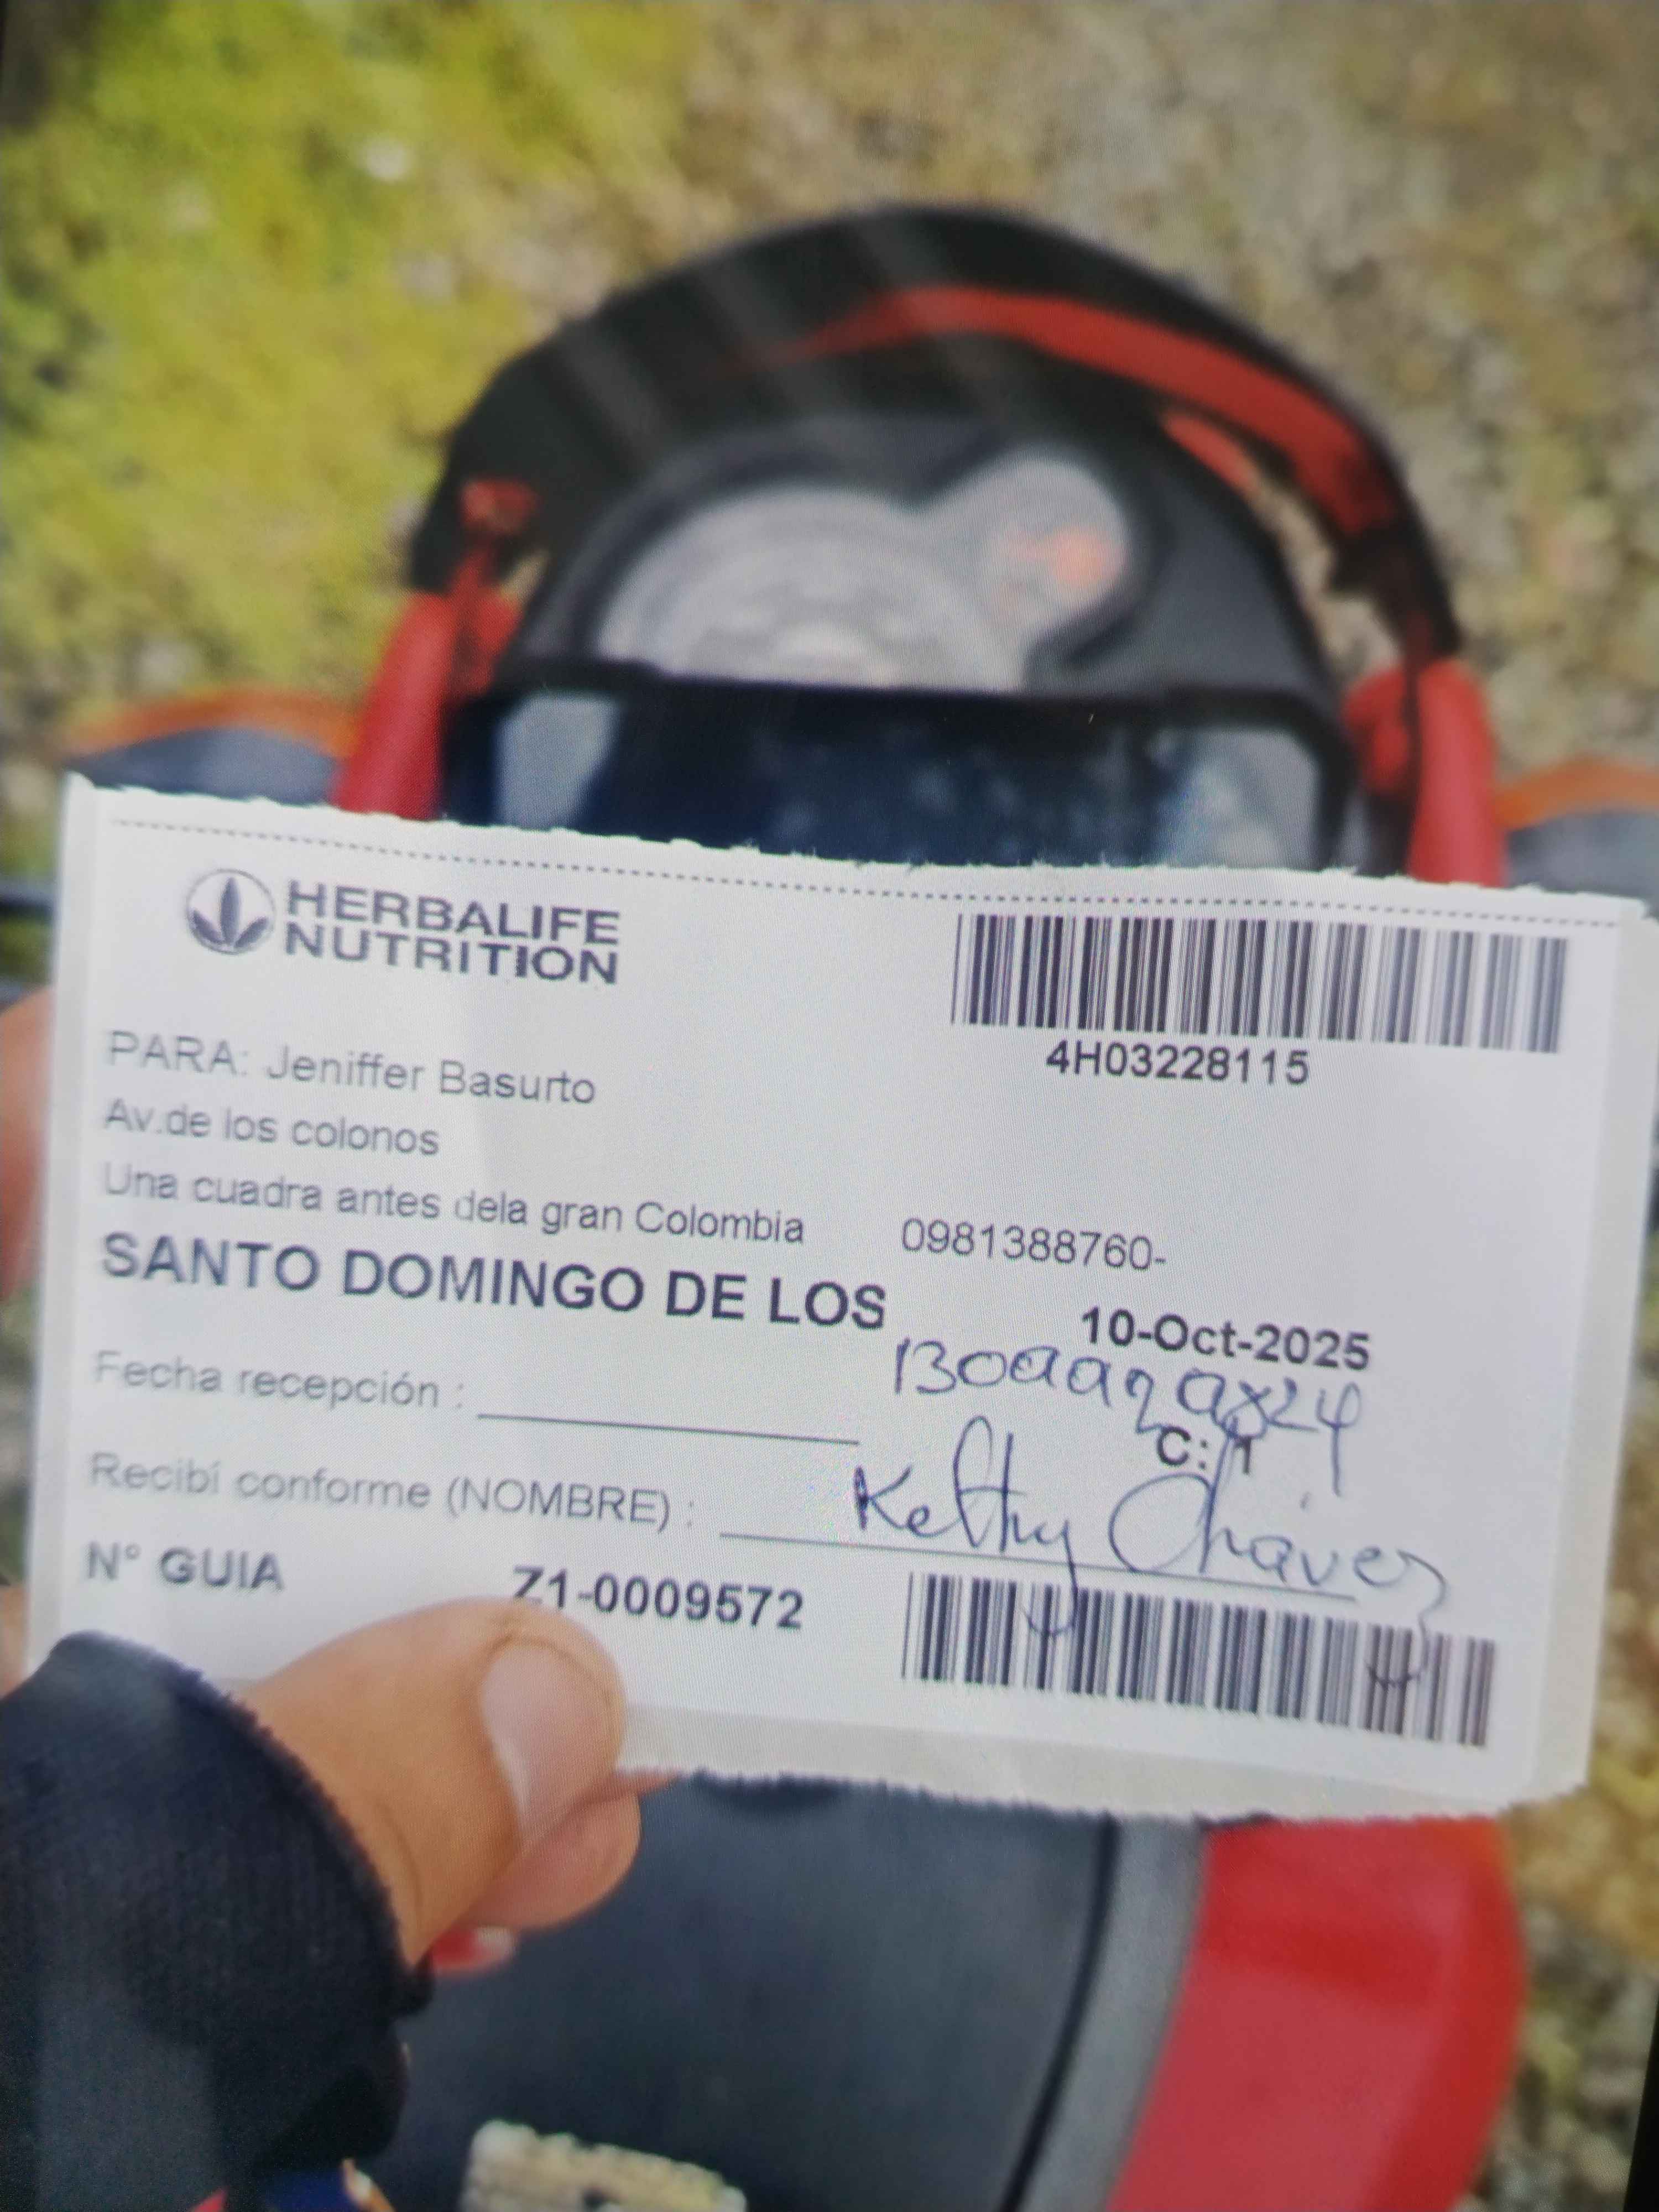 HERBALIFE
NUTRITION
4H03228115
PARA: Jeniffer Basurto
Av.de los colonos
Una cuadra antes dela gran Colombia 0981388760-
SANTO DOMINGO DE LOS
10-Oct-2025
Fecha recepción :
C: 1
Recibí conforme (NOMBRE) : Kethy Chávez
N° GUIA Z1-0009572